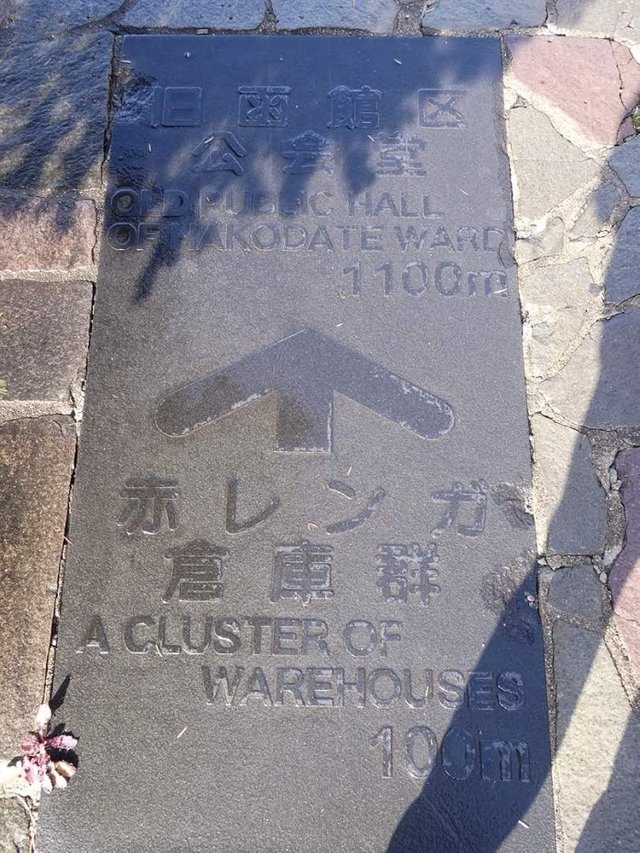 旧函館区
公会堂
OLD PUBLIC HALL
OF HAKODATE WARD
1100m
赤レンガ
倉庫群
A CLUSTER OF
WAREHOUSES
100m